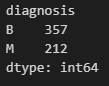 diagnosis
B    357
M    212
dtype: int64